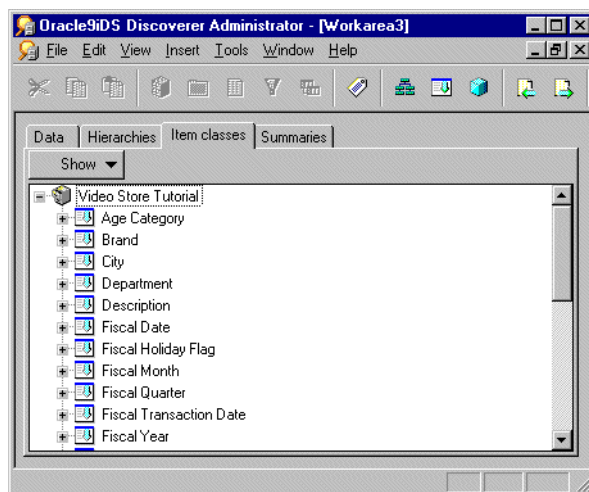 Oracle9iDS Discoverer Administrator - [Workarea3]
File Edit View Insert Tools Window Help
Data Hierarchies Item classes Summaries
Show
Video Store Tutorial
Age Category
Brand
City
Department
Description
Fiscal Date
Fiscal Holiday Flag
Fiscal Month
Fiscal Quarter
Fiscal Transaction Date
Fiscal Year